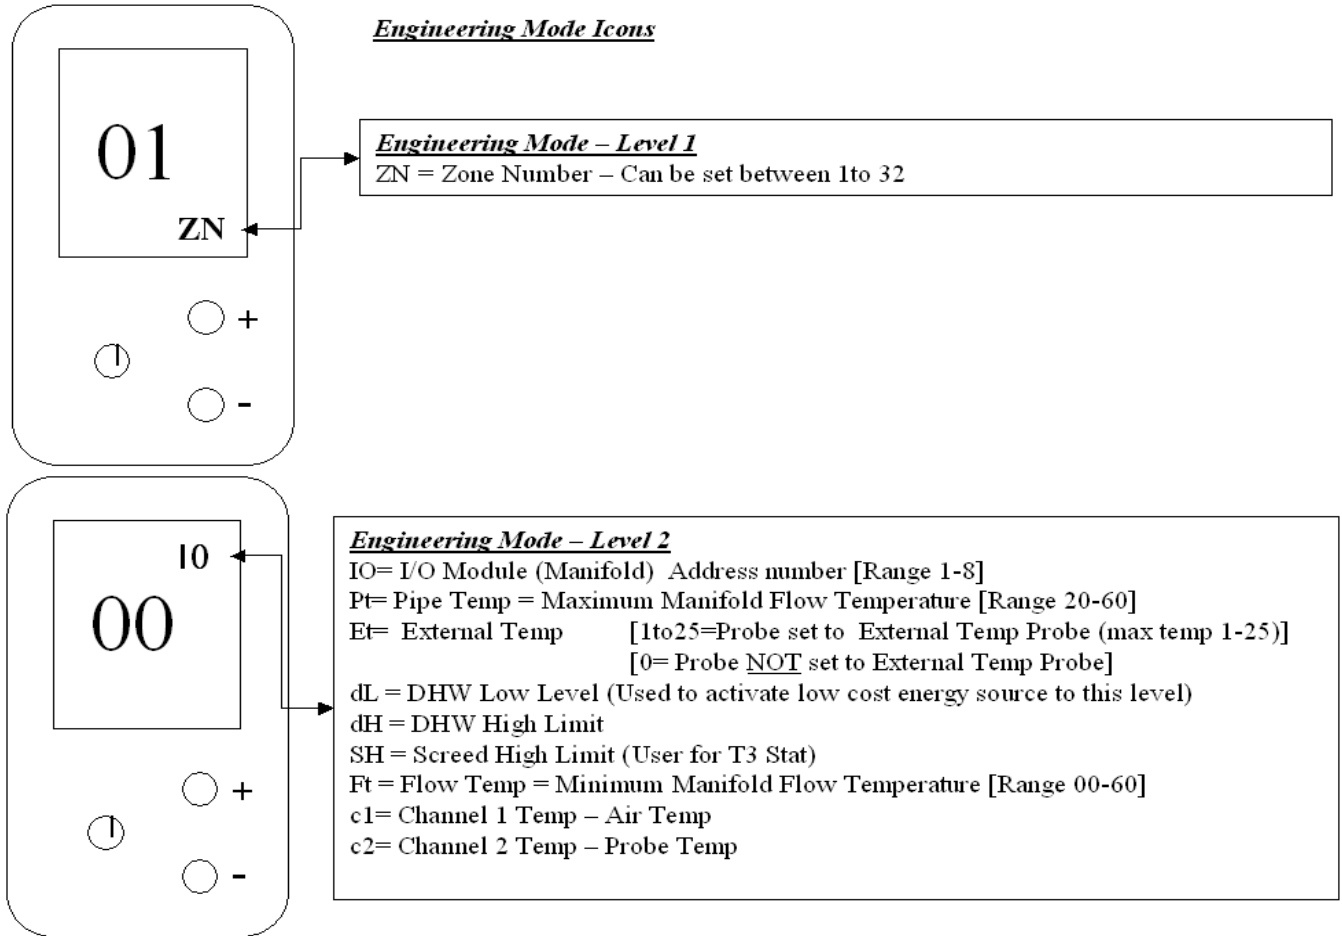 Engineering Mode Icons
01
ZN
+
-
Engineering Mode – Level 1
ZN = Zone Number – Can be set between 1to 32
I0
00
+
-
Engineering Mode – Level 2
IO= I/O Module (Manifold) Address number [Range 1-8]
Pt= Pipe Temp = Maximum Manifold Flow Temperature [Range 20-60]
Et= External Temp [1to25=Probe set to External Temp Probe (max temp 1-25)]
[0= Probe NOT set to External Temp Probe]
dL = DHW Low Level (Used to activate low cost energy source to this level)
dH = DHW High Limit
SH = Screed High Limit (User for T3 Stat)
Ft = Flow Temp = Minimum Manifold Flow Temperature [Range 00-60]
c1= Channel 1 Temp – Air Temp
c2= Channel 2 Temp – Probe Temp